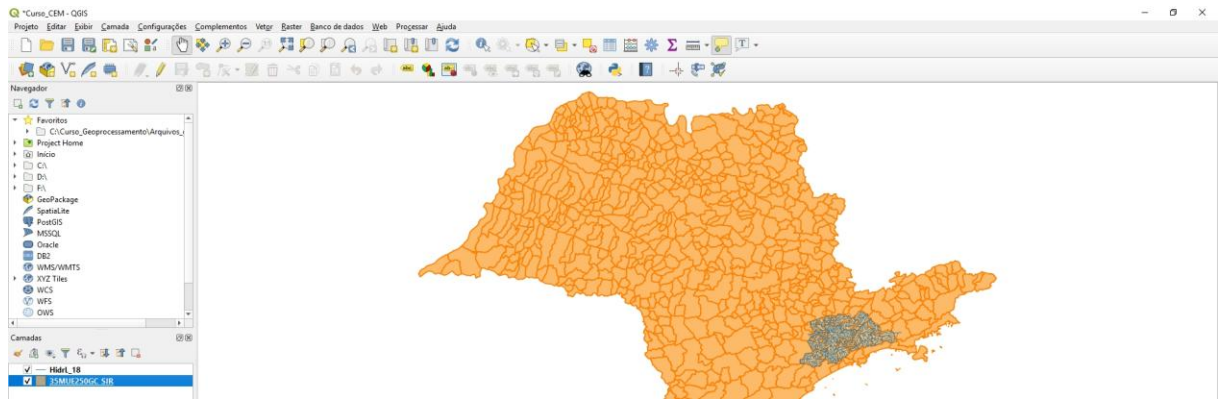 *Curso_CEM - QGIS
Projeto Editar Exibir Camada Configurações Complementos Vetor Raster Banco de dados Web Processar Ajuda
Navegador
Favoritos
C:\Curso_Geoprocessamento\Arquivos_
Project Home
Início
C:\
D:\
F:\
GeoPackage
SpatiaLite
PostGIS
MSSQL
Oracle
DB2
WMS/WMTS
XYZ Tiles
WCS
WFS
OWS
Camadas
HidrL_18
35MUE250GC_SIR